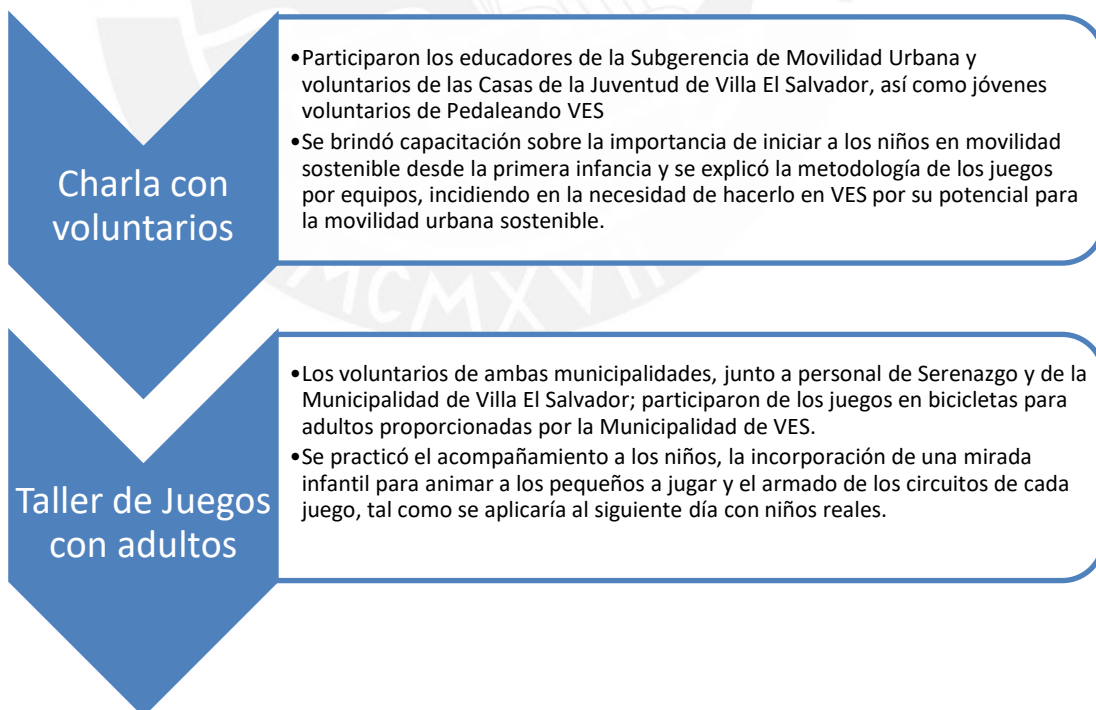 Charla con
voluntarios
•Participaron los educadores de la Subgerencia de Movilidad Urbana y
voluntarios de las Casas de la Juventud de Villa El Salvador, así como jóvenes
voluntarios de Pedaleando VES
•Se brindó capacitación sobre la importancia de iniciar a los niños en movilidad
sostenible desde la primera infancia y se explicó la metodología de los juegos
por equipos, incidiendo en la necesidad de hacerlo en VES por su potencial para
la movilidad urbana sostenible.
MCMXVII
Taller de Juegos
con adultos
•Los voluntarios de ambas municipalidades, junto a personal de Serenazgo y de la
Municipalidad de Villa El Salvador; participaron de los juegos en bicicletas para
adultos proporcionadas por la Municipalidad de VES.
•Se practicó el acompañamiento a los niños, la incorporación de una mirada
infantil para animar a los pequeños a jugar y el armado de los circuitos de cada
juego, tal como se aplicaría al siguiente día con niños reales.